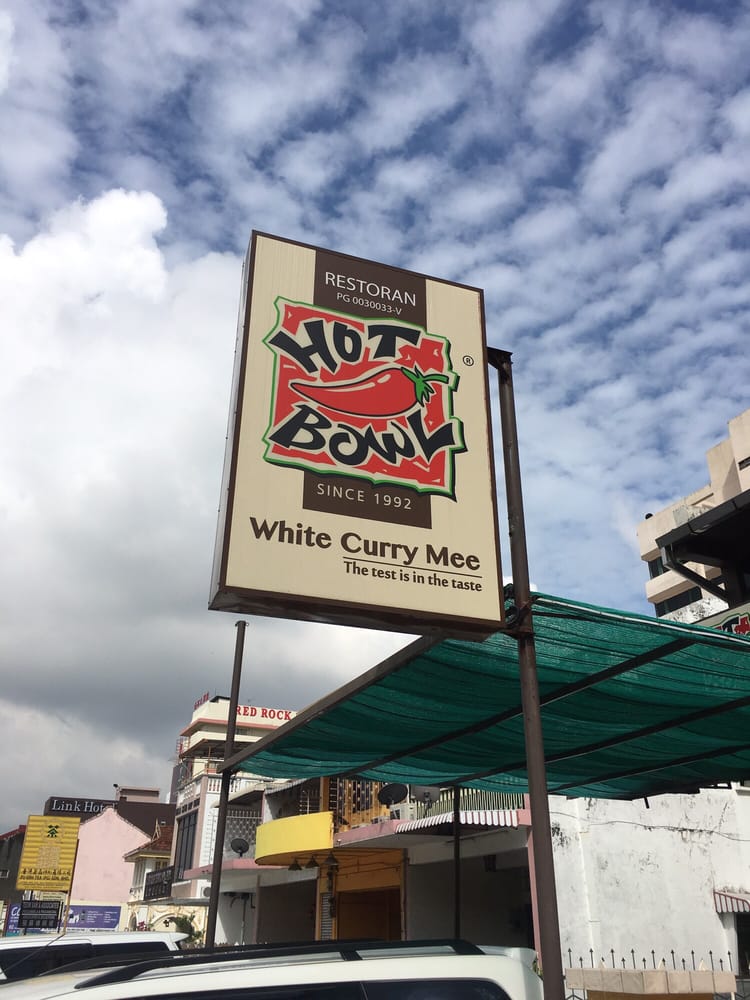 RESTORAN
PG 0030033-V
HOT
BOWL
®
SINCE 1992
White Curry Mee
The test is in the taste
RED ROCK
Link Hotel